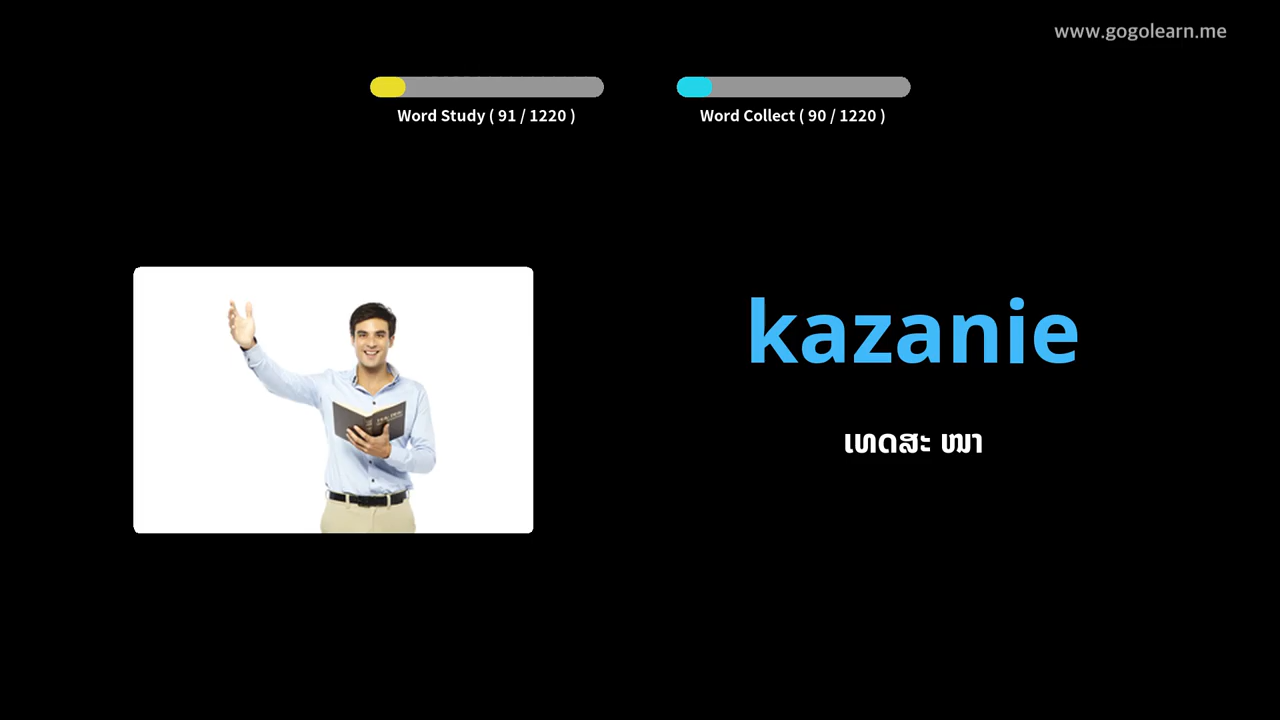 www.gogolearn.me
Word Study ( 91 / 1220 )
Word Collect ( 90 / 1220 )
kazanie
ເທດສະ ໜາ